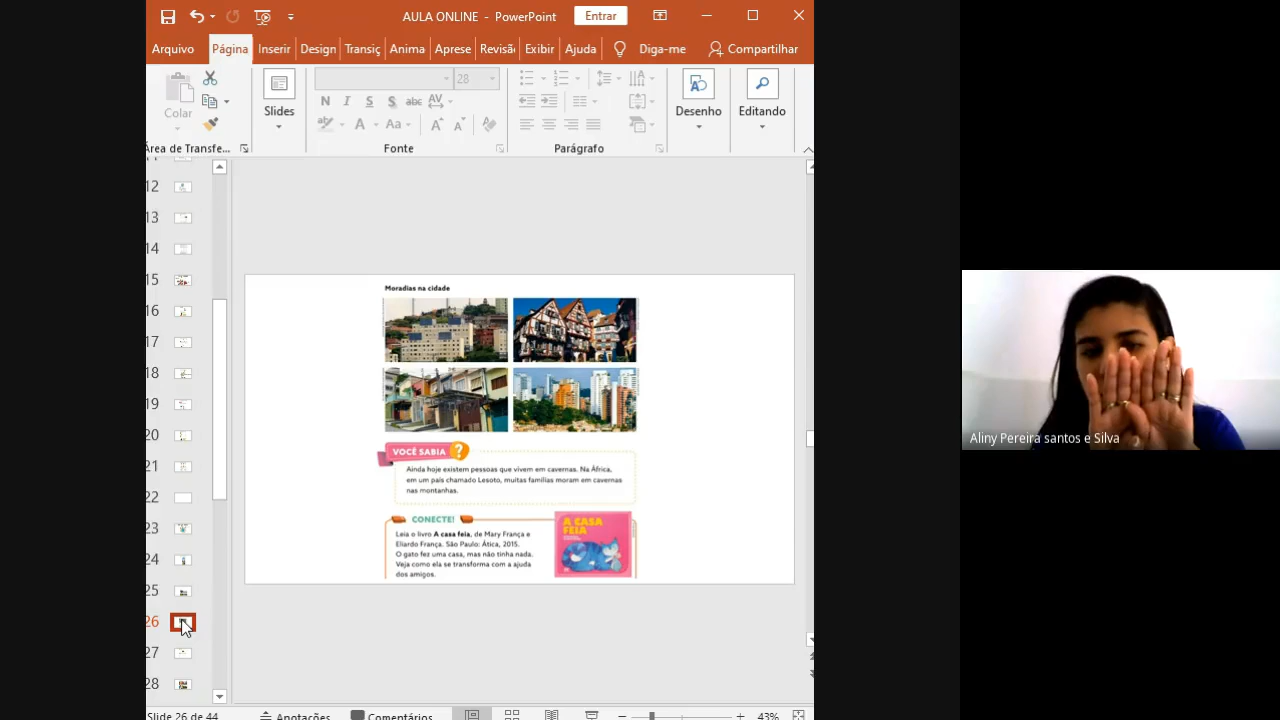 AULA ONLINE - PowerPoint
Entrar
Arquivo
Página
Inserir
Design
Transiç
Anima
Aprese
Revisã
Exibir
Ajuda
Diga-me
Compartilhar
Colar
Slides
28
N I S S abc AV
A Aa A A
Desenho
Editando
Área de Transfe...
Fonte
Parágrafo
12
13
14
15
16
17
18
19
20
21
22
23
24
25
26
27
28
Moradias na cidade
VOCÊ SABIA ?
Ainda hoje existem pessoas que vivem em cavernas. Na África,
em um país chamado Lesoto, muitas famílias moram em cavernas
nas montanhas.
CONECTE!
Leia o livro A casa feia, de Mary França e
Eliardo França. São Paulo: Ática, 2015.
O gato fez uma casa, mas não tinha nada.
Veja como ela se transforma com a ajuda
dos amigos.
A CASA
FEIA
Aliny Pereira santos e Silva
Slide 26 de 44
Anotações
Comentários
43%